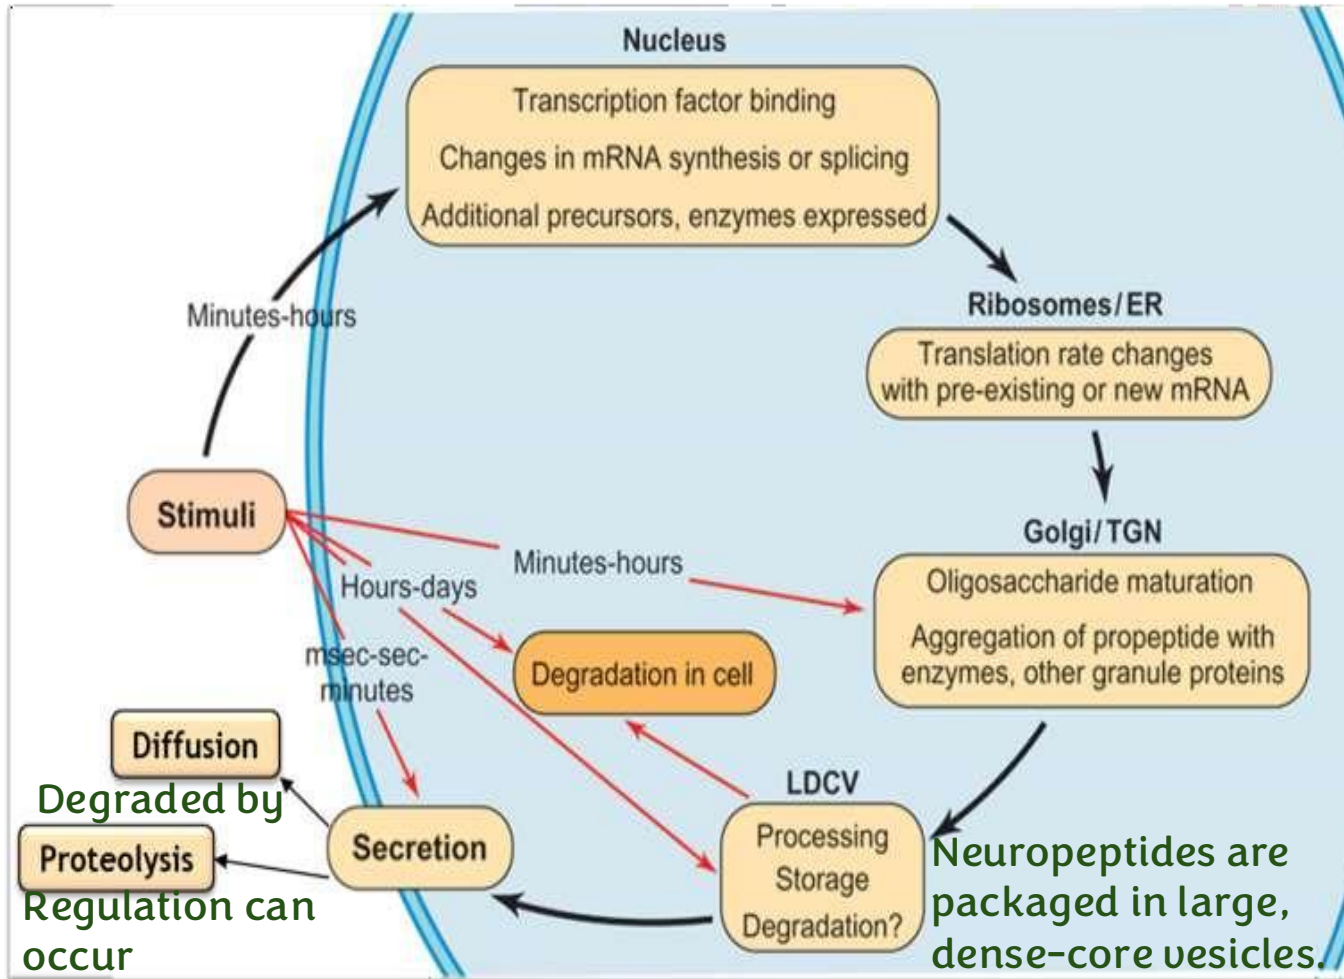 Nucleus
Transcription factor binding
Changes in mRNA synthesis or splicing
Additional precursors, enzymes expressed
Minutes-hours
Ribosomes/ER
Translation rate changes
with pre-existing or new mRNA
Stimuli
Golgi/TGN
Oligosaccharide maturation
Aggregation of propeptide with
enzymes, other granule proteins
Minutes-hours
Hours-days
msec-sec-
minutes
Degradation in cell
Diffusion
Degraded by
Proteolysis
Regulation can
occur
Secretion
LDCV
Processing
Storage
Degradation?
Neuropeptides are
packaged in large,
dense-core vesicles.